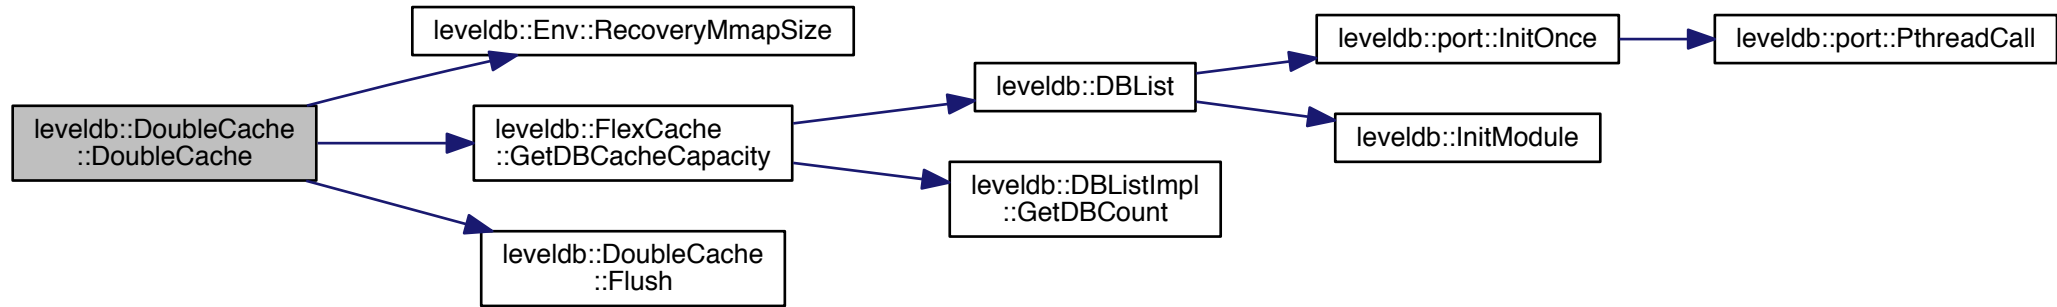 leveldb::Env::RecoveryMmapSize
leveldb::port::InitOnce
leveldb::port::PthreadCall
leveldb::DBList
leveldb::DoubleCache
::DoubleCache
leveldb::FlexCache
::GetDBCacheCapacity
leveldb::InitModule
leveldb::DBListImpl
::GetDBCount
leveldb::DoubleCache
::Flush